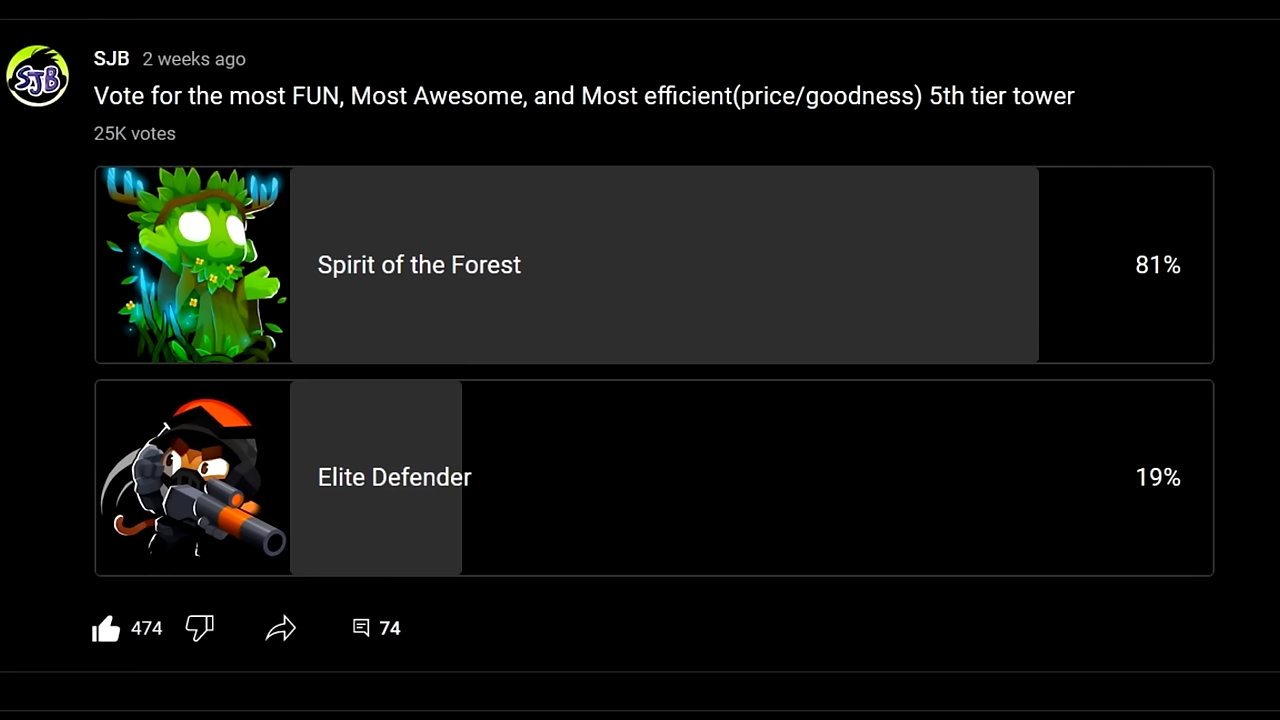 SJB
SJB 2 weeks ago
Vote for the most FUN, Most Awesome, and Most efficient(price/goodness) 5th tier tower
25K votes
Spirit of the Forest 81%
Elite Defender 19%
474 74